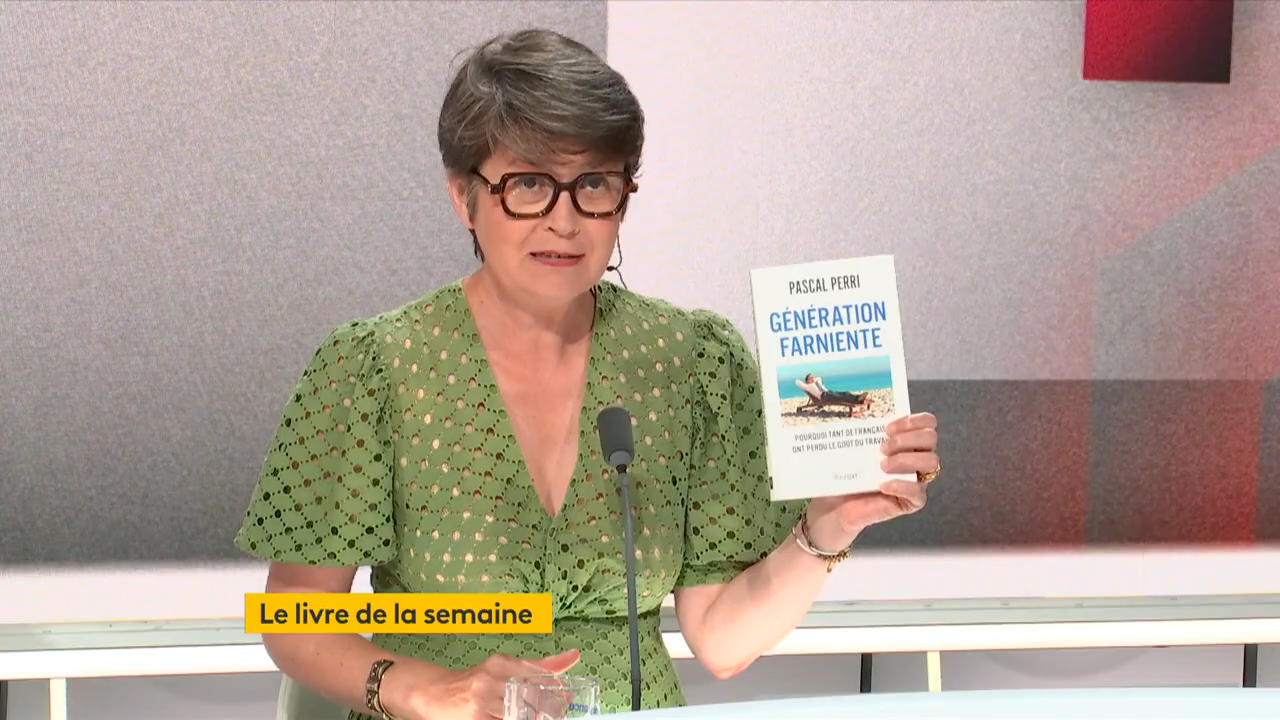 PASCAL PERRI
GÉNÉRATION
FARNIENTE
POURQUOI TANT DE FRANÇAIS
ONT PERDU LE GOÛT DU TRAVAIL
Le livre de la semaine